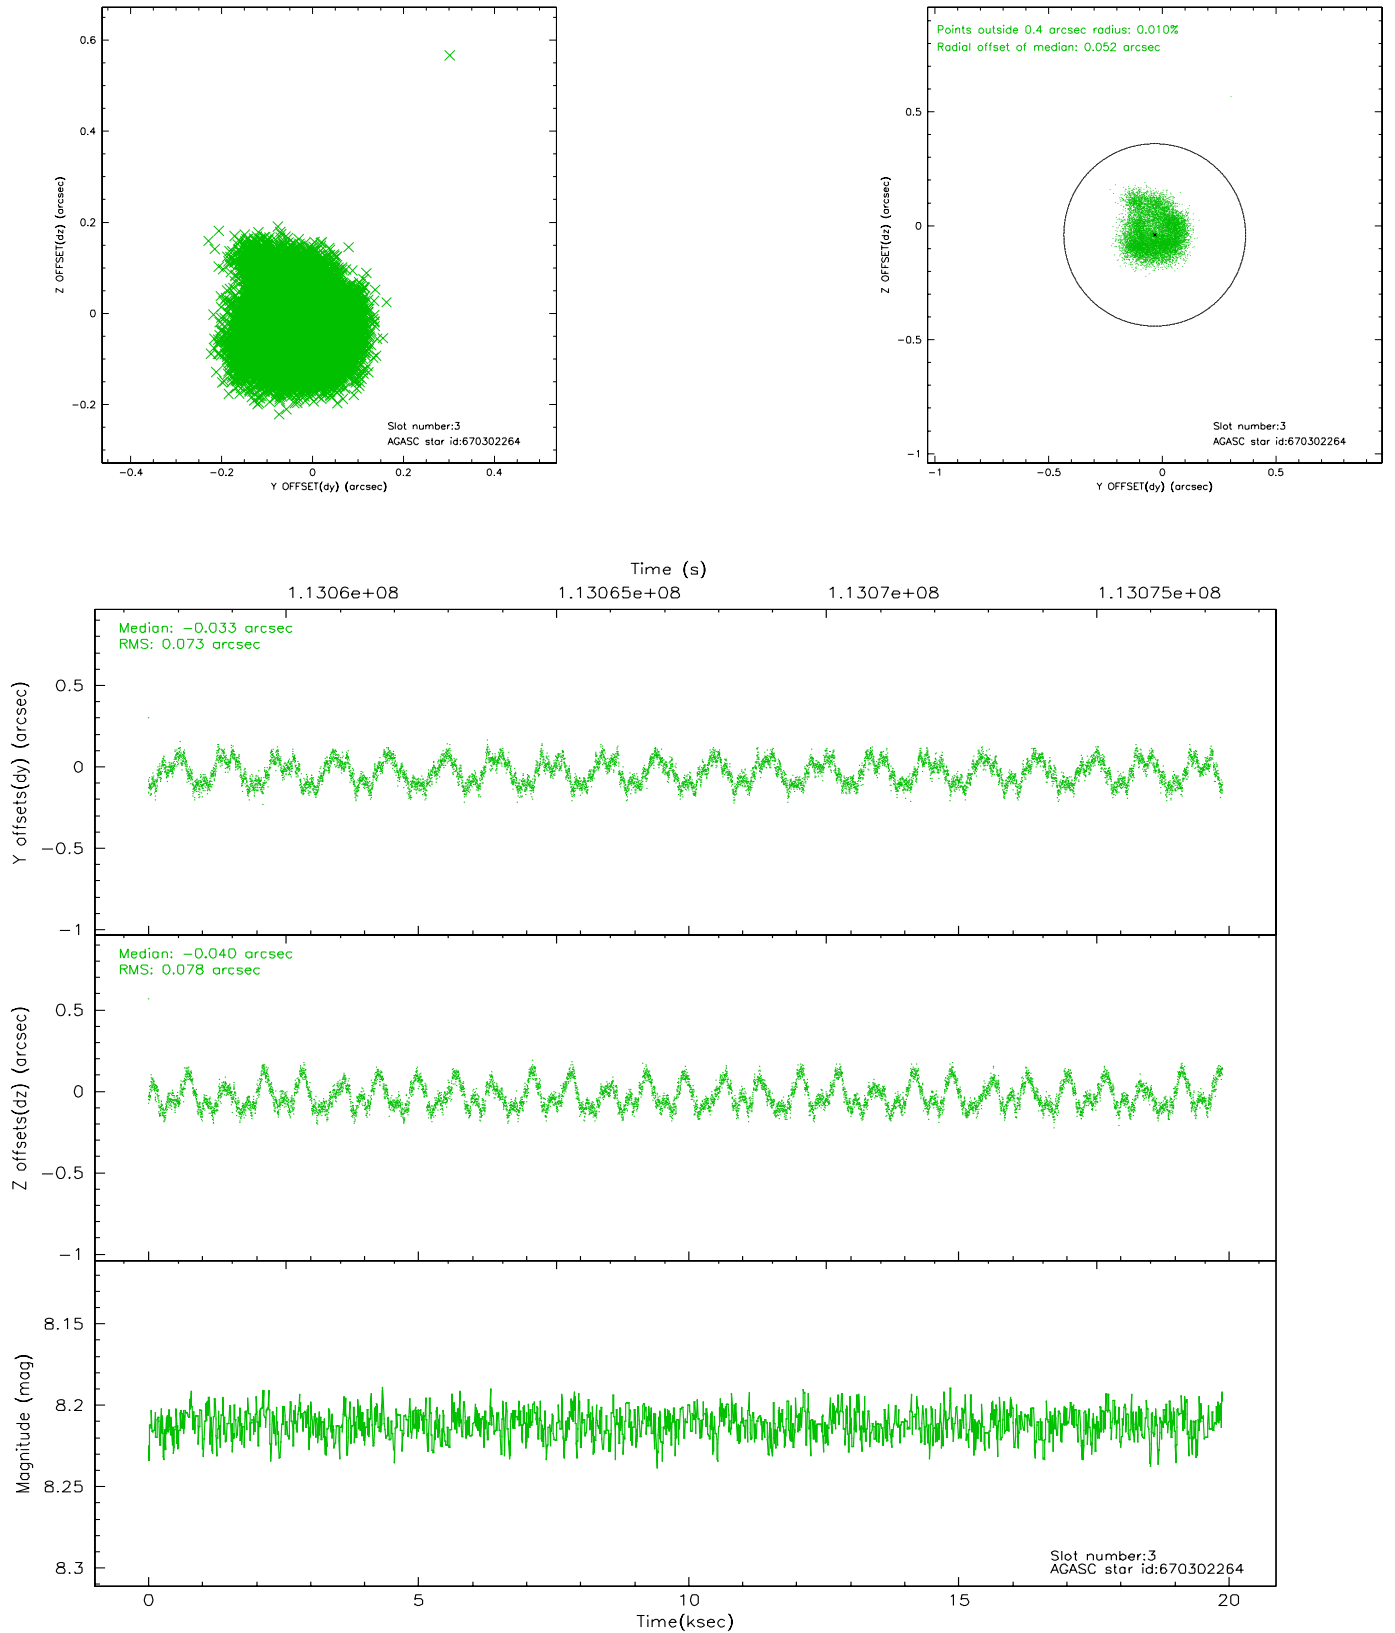 0.6
0.4
0.2
0
−0.2
Z OFFSET(dz) (arcsec)
Slot number:3
AGASC star id:670302264
−0.4 −0.2 0 0.2 0.4
Y OFFSET(dy) (arcsec)
Points outside 0.4 arcsec radius: 0.010%
Radial offset of median: 0.052 arcsec
0.5
0
−0.5
−1
Z OFFSET(dz) (arcsec)
Slot number:3
AGASC star id:670302264
−1 −0.5 0 0.5
Y OFFSET(dy) (arcsec)
Time (s)
1.1306e+08 1.13065e+08 1.1307e+08 1.13075e+08
Median: −0.033 arcsec
RMS: 0.073 arcsec
0.5
0
−0.5
−1
Y offsets(dy) (arcsec)
Median: −0.040 arcsec
RMS: 0.078 arcsec
0.5
0
−0.5
−1
Z offsets(dz) (arcsec)
8.15
8.2
8.25
8.3
Magnitude (mag)
Slot number:3
AGASC star id:670302264
0 5 10 15 20
Time(ksec)